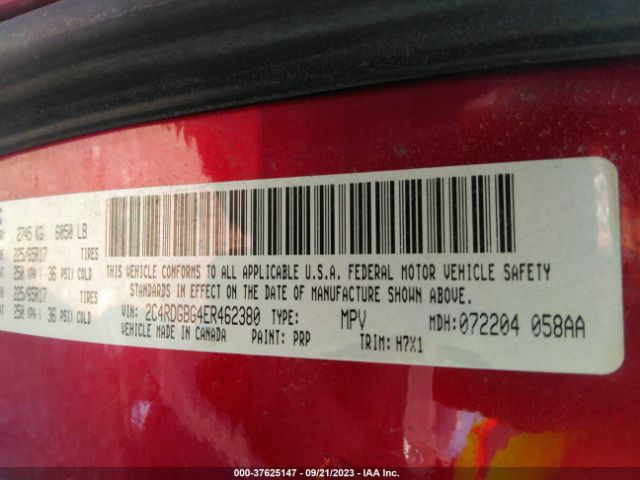 2745 KG 6050 LB
225/65R17 TIRES
250 KPA ( 36 PSI) COLD
225/65R17 TIRES
250 KPA ( 36 PSI) COLD
THIS VEHICLE CONFORMS TO ALL APPLICABLE U.S.A. FEDERAL MOTOR VEHICLE SAFETY
STANDARDS IN EFFECT ON THE DATE OF MANUFACTURE SHOWN ABOVE.
VIN: 2C4RDGBG4ER462380 TYPE: MPV MDH: 072204 058AA
VEHICLE MADE IN CANADA PAINT: PRP TRIM: H7X1
000-37625147 - 09/21/2023 - IAA Inc.